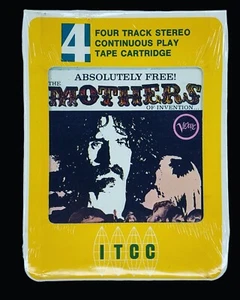 4
FOUR TRACK STEREO
CONTINUOUS PLAY
TAPE CARTRIDGE
ABSOLUTELY FREE!
THE
MOTHERS
OF INVENTION
Verve
ITCC